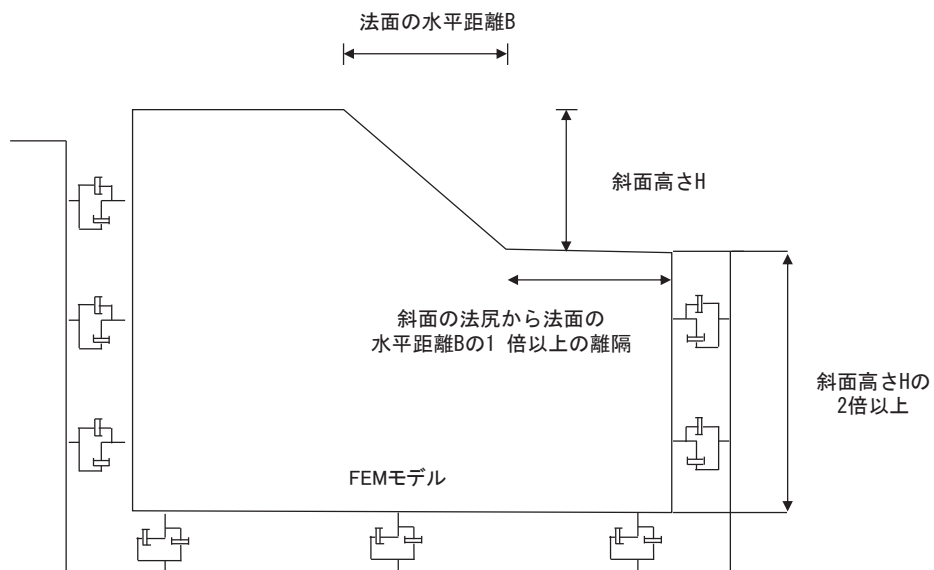 法面の水平距離B
斜面高さH
斜面の法尻から法面の
水平距離Bの1 倍以上の離隔
斜面高さHの
2倍以上
FEMモデル